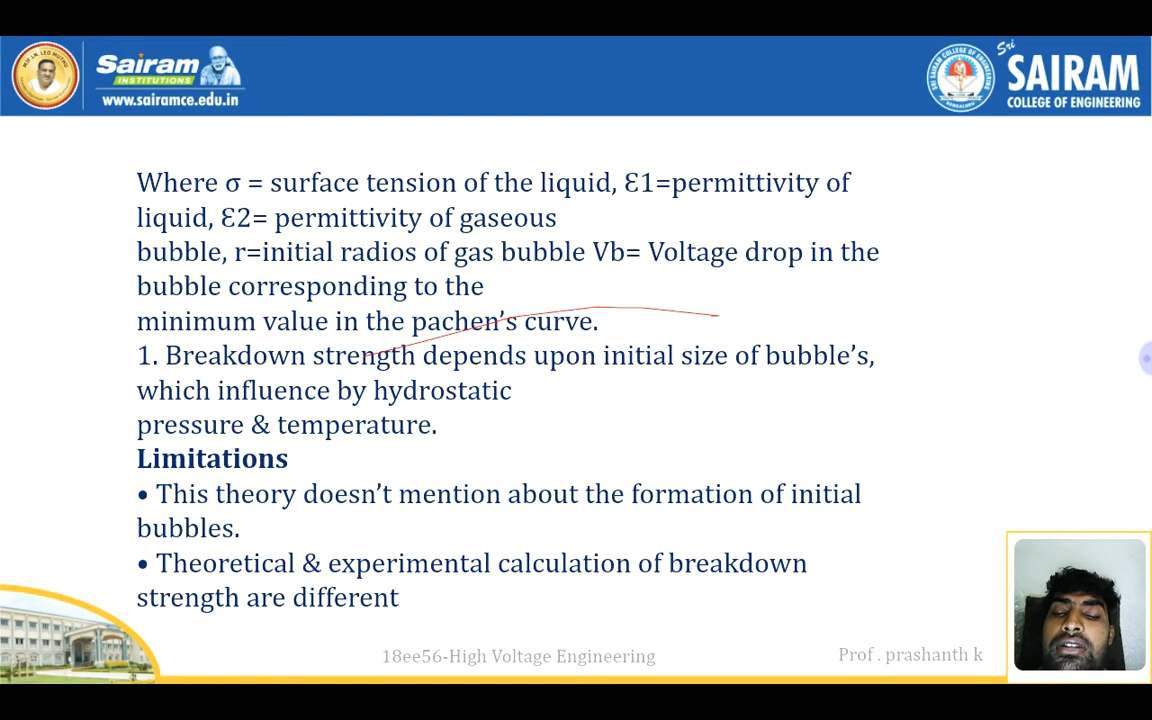 Sairam
INSTITUTIONS
www.sairamce.edu.in
Sri
SAIRAM
COLLEGE OF ENGINEERING
Where σ = surface tension of the liquid, Ɛ1=permittivity of
liquid, Ɛ2= permittivity of gaseous
bubble, r=initial radios of gas bubble Vb= Voltage drop in the
bubble corresponding to the
minimum value in the pachen’s curve.
1. Breakdown strength depends upon initial size of bubble’s,
which influence by hydrostatic
pressure & temperature.
Limitations
• This theory doesn’t mention about the formation of initial
bubbles.
• Theoretical & experimental calculation of breakdown
strength are different
18ee56-High Voltage Engineering
Prof . prashanth k